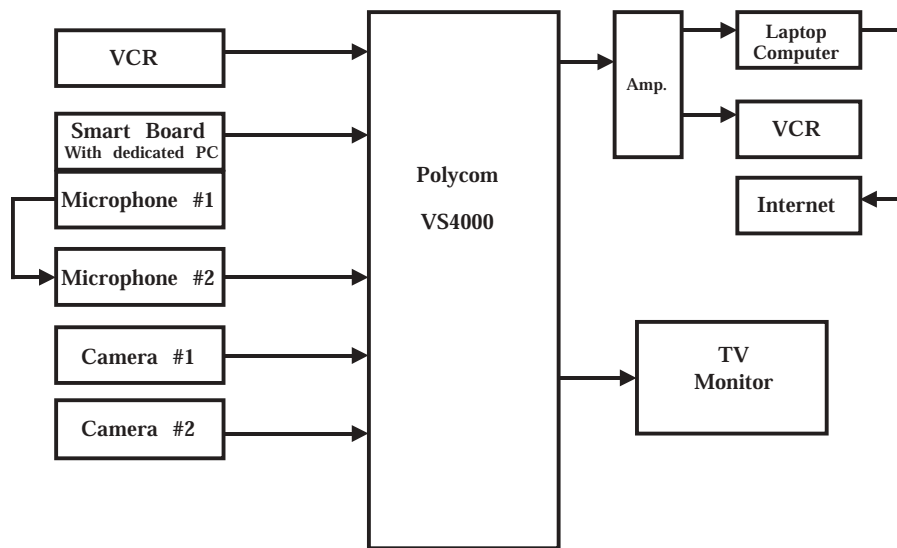 VCR
Smart Board
With dedicated PC
Microphone #1
Microphone #2
Camera #1
Camera #2
Polycom
VS4000
Amp.
Laptop
Computer
VCR
Internet
TV
Monitor